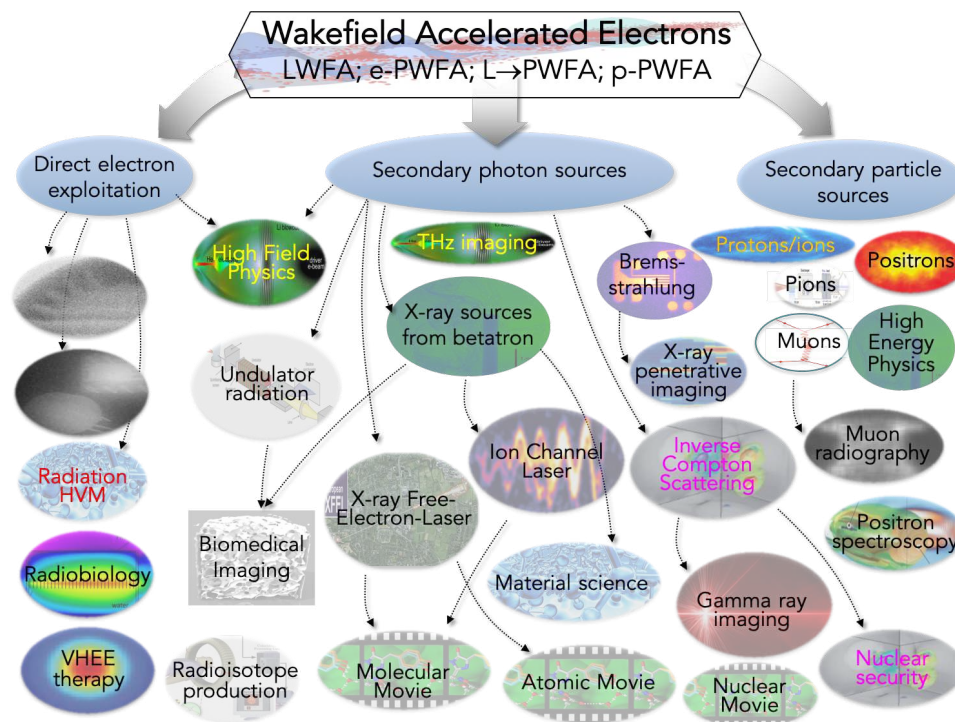 Wakefield Accelerated Electrons
LWFA; e-PWFA; L→PWFA; p-PWFA
Direct electron
exploitation
Secondary photon sources
Secondary particle
sources
High Field
Physics
driver
e-beam
THz imaging
Brems-
strahlung
Protons/ions
Positrons
Pions
X-ray sources
from betatron
Muons
High
Energy
Physics
Undulator
radiation
X-ray
penetrative
imaging
Radiation
HVM
Ion Channel
Laser
Inverse
Compton
Scattering
Muon
radiography
X-ray Free-
Electron-Laser
XFEL
Biomedical
Imaging
Positron
spectroscopy
Radiobiology
water
Material science
Gamma ray
imaging
VHEE
therapy
Radioisotope
production
Molecular
Movie
Atomic Movie
Nuclear
Movie
Nuclear
security